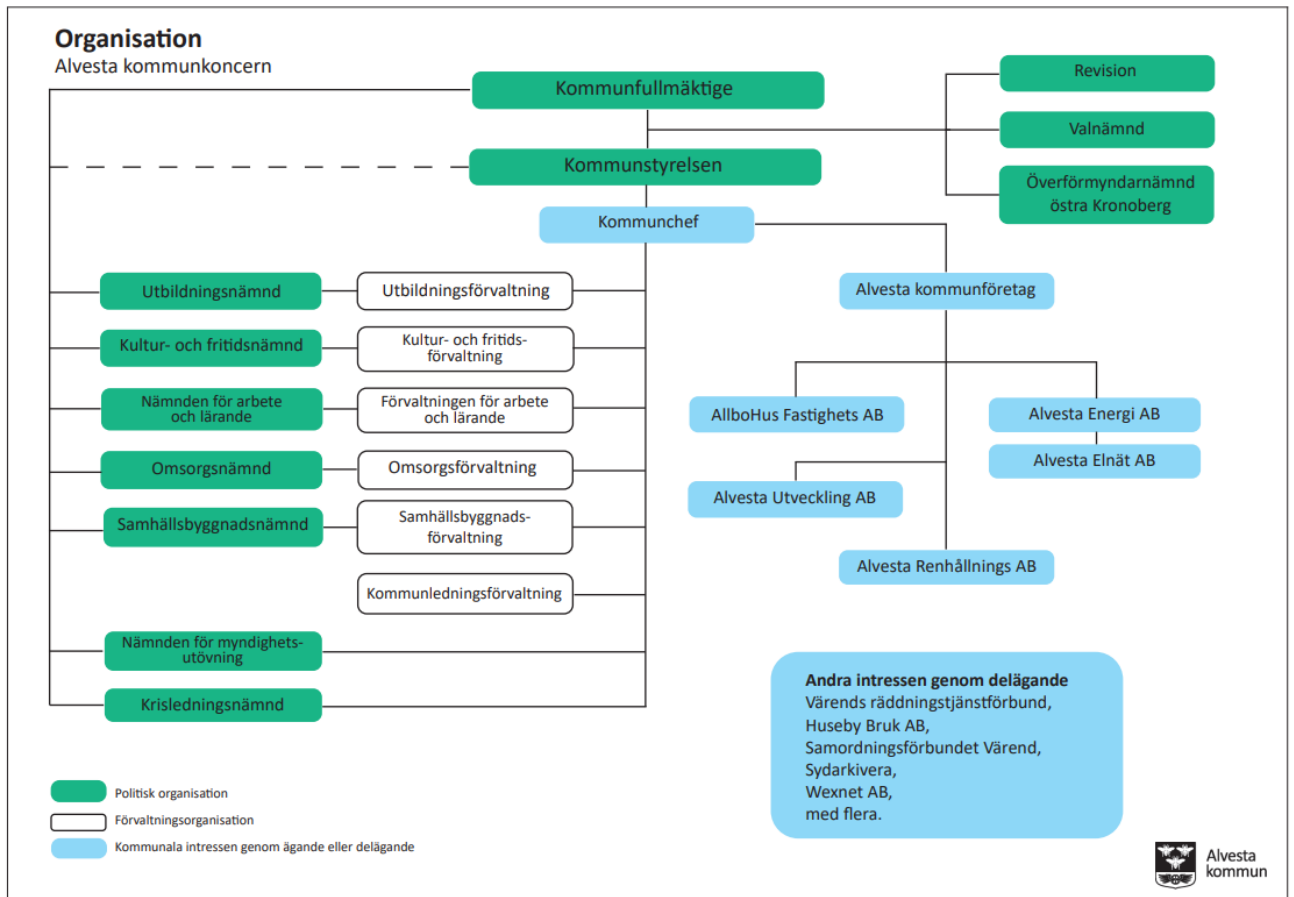 Organisation
Alvesta kommunkoncern
Kommunfullmäktige
Kommunstyrelsen
Kommunchef
Revision
Valnämnd
Överförmyndarnämnd
östra Kronoberg
Utbildningsnämnd
Utbildningsförvaltning
Kultur- och fritidsnämnd
Kultur- och fritids-
förvaltning
Nämnden för arbete
och lärande
Förvaltningen för arbete
och lärande
Omsorgsnämnd
Omsorgsförvaltning
Samhällsbyggnadsnämnd
Samhällsbyggnads-
förvaltning
Kommunledningsförvaltning
Nämnden för myndighets-
utövning
Krisledningsnämnd
Alvesta kommunföretag
AllboHus Fastighets AB
Alvesta Energi AB
Alvesta Elnät AB
Alvesta Utveckling AB
Alvesta Renhållnings AB
Andra intressen genom delägande
Värends räddningstjänstförbund,
Huseby Bruk AB,
Samordningsförbundet Värend,
Sydarkivera,
Wexnet AB,
med flera.
Politisk organisation
Förvaltningsorganisation
Kommunala intressen genom ägande eller delägande
Alvesta
kommun